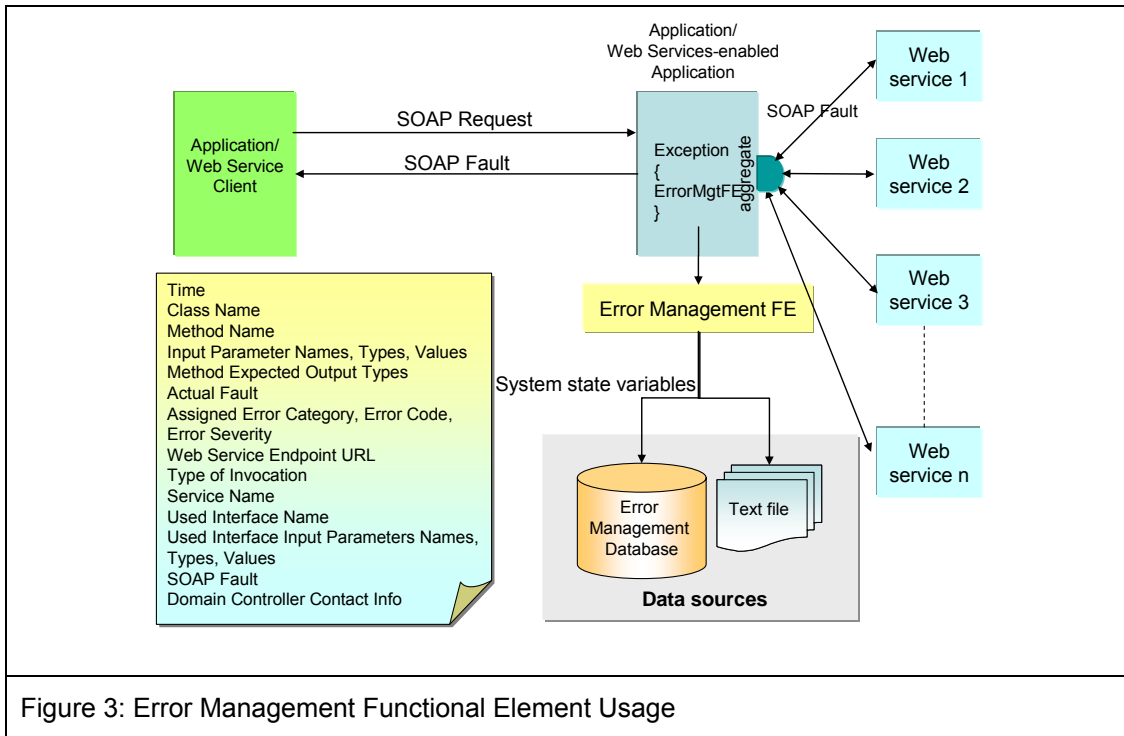 Application/
Web Services-enabled
Application
Web
service 1
SOAP Fault
SOAP Request
Application/
Web Service
Client
SOAP Fault
Exception
{
ErrorMgtFE
}
aggregate
Web
service 2
Web
service 3
Error Management FE
Time
Class Name
Method Name
Input Parameter Names, Types, Values
Method Expected Output Types
Actual Fault
Assigned Error Category, Error Code,
Error Severity
Web Service Endpoint URL
Type of Invocation
Service Name
Used Interface Name
Used Interface Input Parameters Names,
Types, Values
SOAP Fault
Domain Controller Contact Info
System state variables
Web
service n
Error
Management
Database
Text file
Data sources
Figure 3: Error Management Functional Element Usage